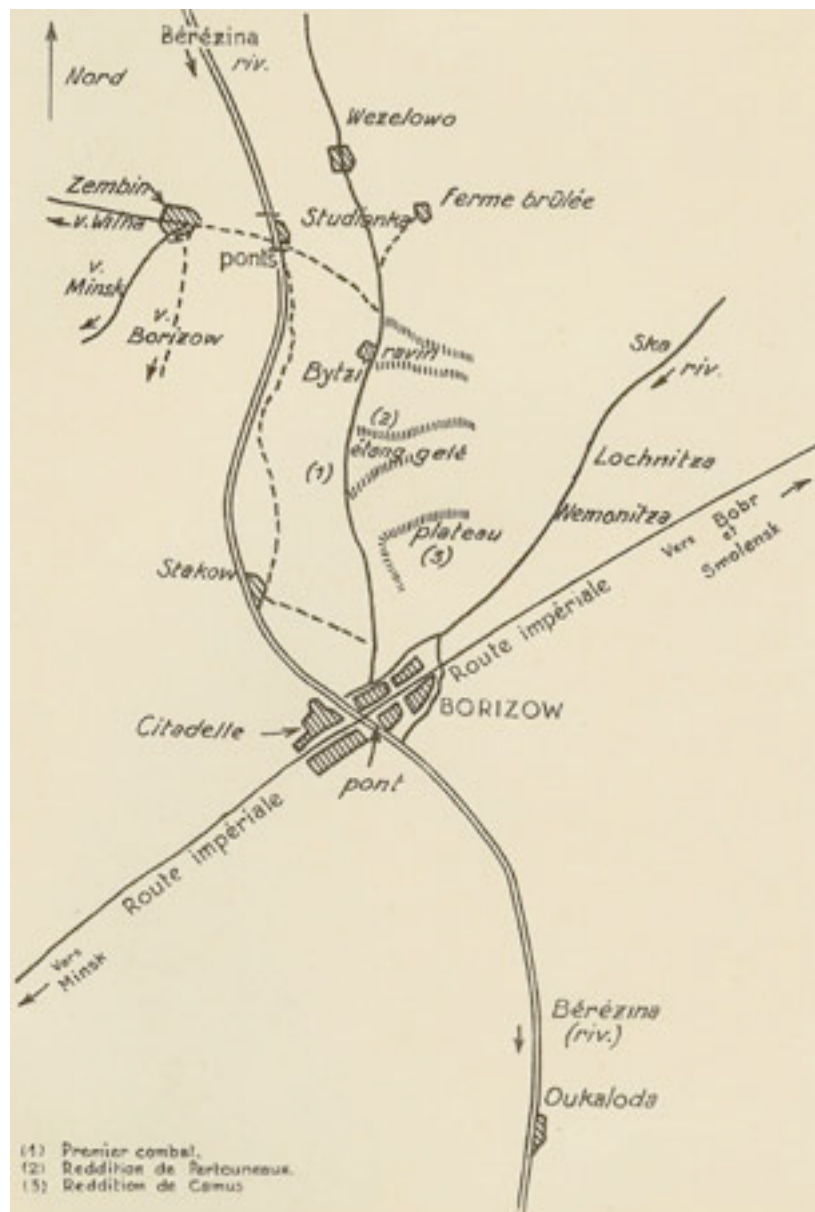 Bérézina
riv.
Nord
Wezelowo
Zembin
v. Wilna
Studianka
Ferme brûlée
ponts
v.
Minsk
v.
Borizow
Bytzi
ravin
Ska
riv.
(2)
étang gelé
(1)
Lochnitza
Wemonitza
plateau
(3)
Vers Bobr
et
Smolensk
Stakow
Route impériale
BORIZOW
Citadelle
pont
Route impériale
Vers
Minsk
Bérézina
(riv.)
Oukaloda
(1) Premier combat.
(2) Reddition de Partouneaux.
(3) Reddition de Camus